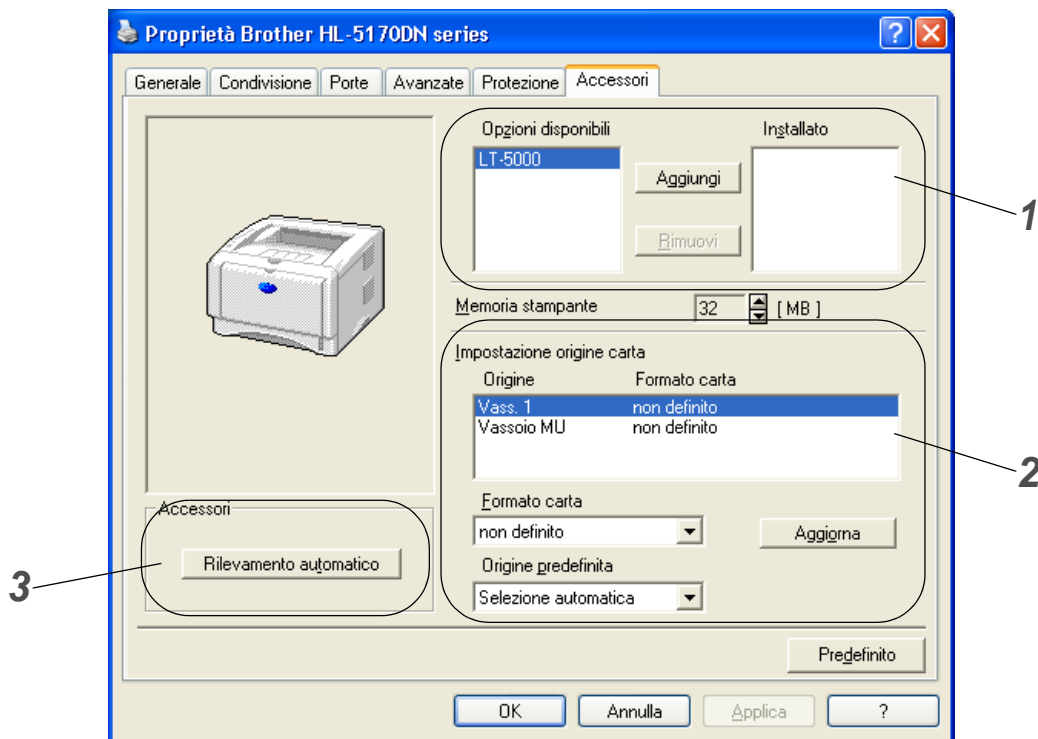 Proprietà Brother HL-5170DN series
Generale Condivisione Porte Avanzate Protezione Accessori
Opzioni disponibili Installato
LT-5000
Aggiungi
Rimuovi
1
Memoria stampante 32 [ MB ]
Impostazione origine carta
Origine Formato carta
Vass. 1 non definito
Vassoio MU non definito
2
Formato carta
non definito Aggiorna
Origine predefinita
Selezione automatica
Accessori
Rilevamento automatico
3
Predefinito
OK Annulla Applica ?